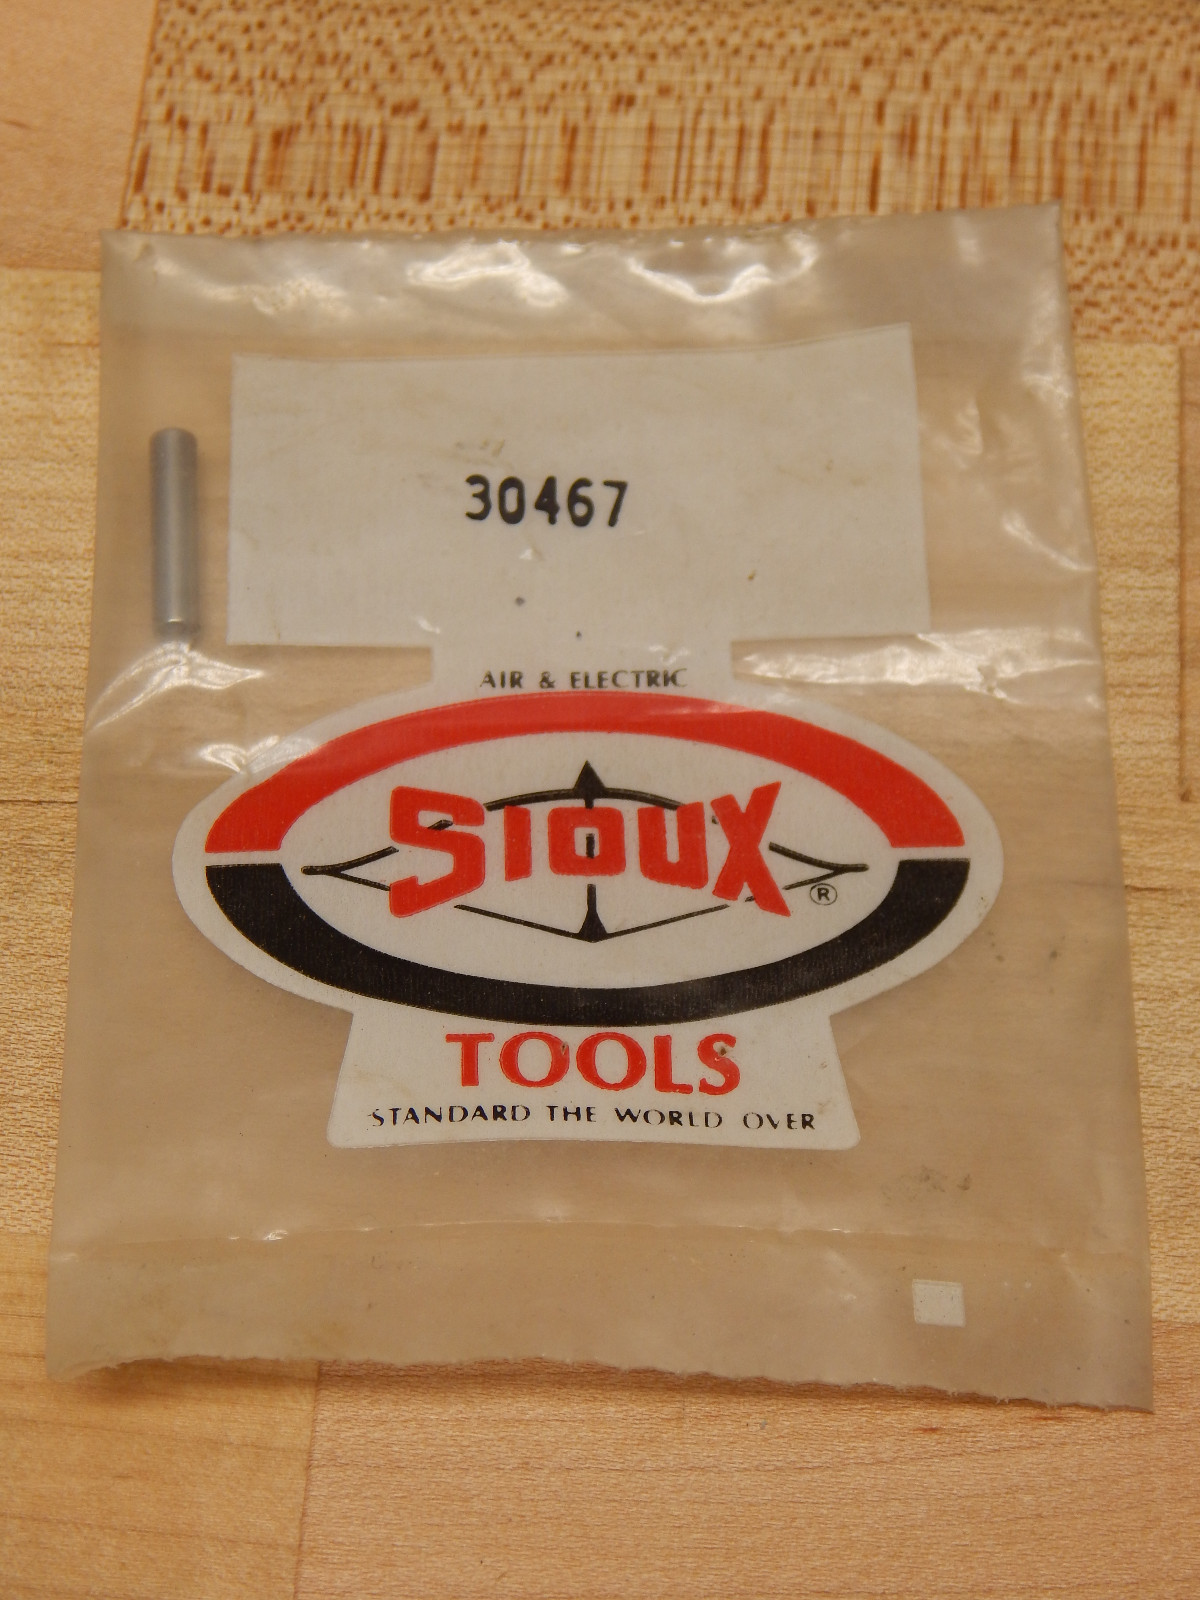 30467
AIR & ELECTRIC
SIOUX
®
TOOLS
STANDARD THE WORLD OVER